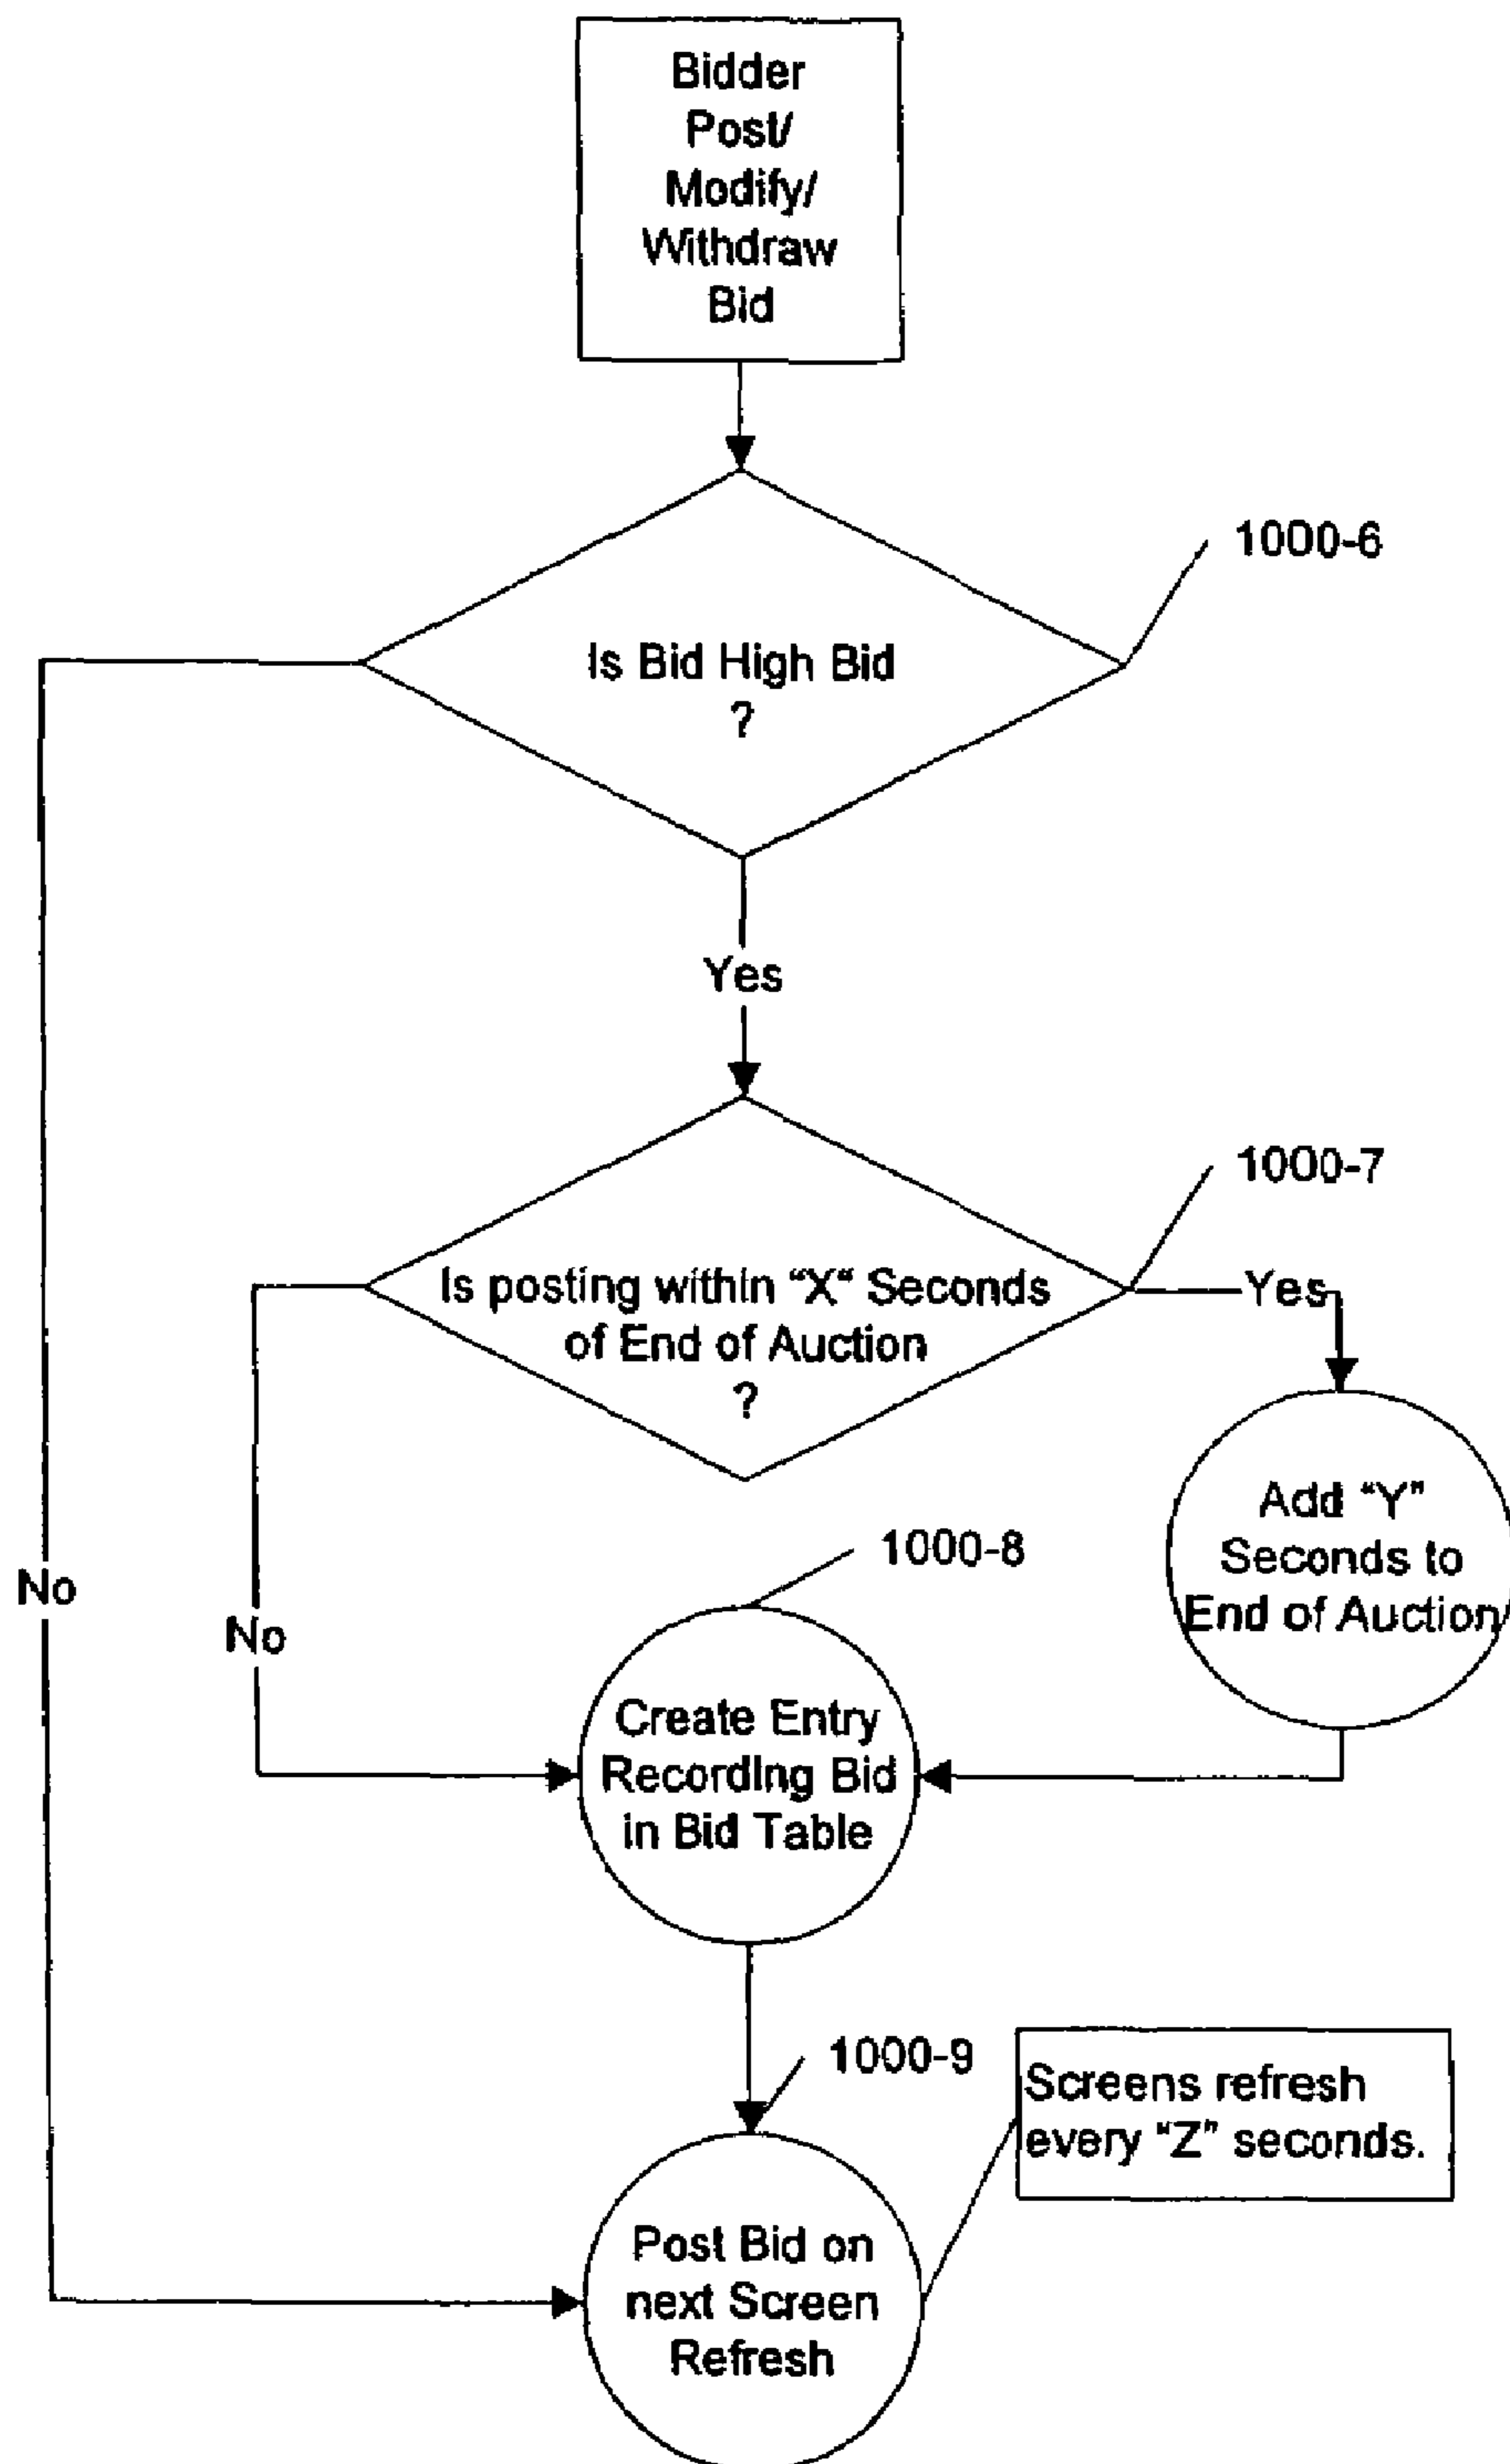 Bidder
Post/
Modify/
Withdraw
Bid
1000-6
Is Bid High Bid
?
Yes
1000-7
Is posting within “X“ Seconds
of End of Auction
?
Yes
Add “Y”
Seconds to
End of Auction
1000-8
No
No
Create Entry
Recording Bid
in Bid Table
1000-9
Screens refresh
every “Z” seconds.
Post Bid on
next Screen
Refresh